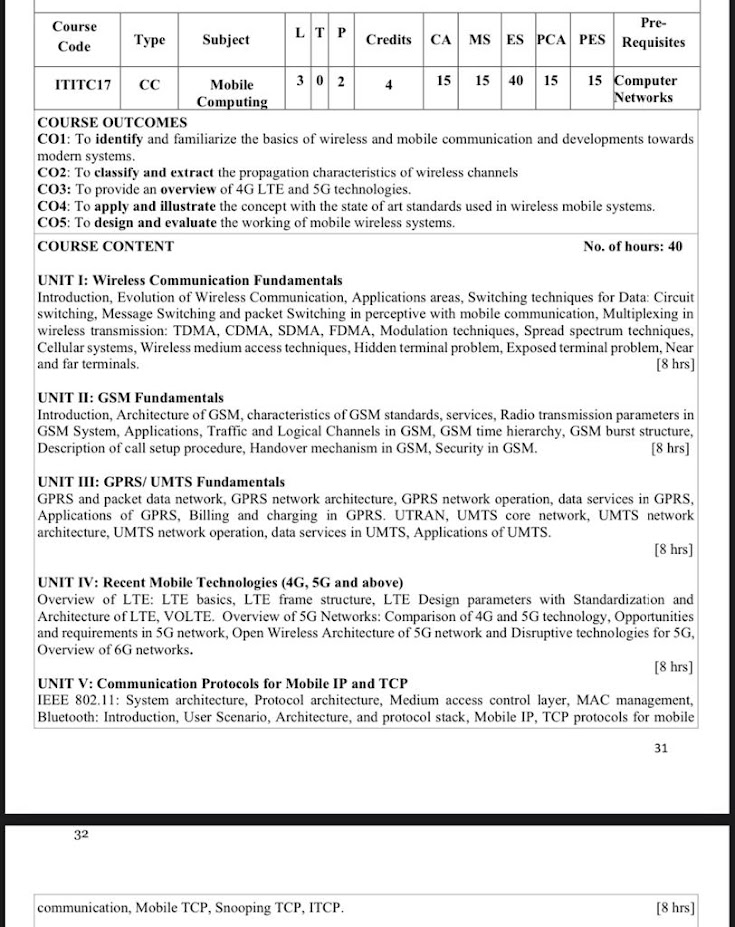 Course Code Type Subject L T P Credits CA MS ES PCA PES Pre-Requisites
ITITC17 CC Mobile Computing 3 0 2 4 15 15 40 15 15 Computer Networks
COURSE OUTCOMES
CO1: To identify and familiarize the basics of wireless and mobile communication and developments towards
modern systems.
CO2: To classify and extract the propagation characteristics of wireless channels
CO3: To provide an overview of 4G LTE and 5G technologies.
CO4: To apply and illustrate the concept with the state of art standards used in wireless mobile systems.
CO5: To design and evaluate the working of mobile wireless systems.
COURSE CONTENT No. of hours: 40
UNIT I: Wireless Communication Fundamentals
Introduction, Evolution of Wireless Communication, Applications areas, Switching techniques for Data: Circuit
switching, Message Switching and packet Switching in perceptive with mobile communication, Multiplexing in
wireless transmission: TDMA, CDMA, SDMA, FDMA, Modulation techniques, Spread spectrum techniques,
Cellular systems, Wireless medium access techniques, Hidden terminal problem, Exposed terminal problem, Near
and far terminals. [8 hrs]
UNIT II: GSM Fundamentals
Introduction, Architecture of GSM, characteristics of GSM standards, services, Radio transmission parameters in
GSM System, Applications, Traffic and Logical Channels in GSM, GSM time hierarchy, GSM burst structure,
Description of call setup procedure, Handover mechanism in GSM, Security in GSM. [8 hrs]
UNIT III: GPRS/ UMTS Fundamentals
GPRS and packet data network, GPRS network architecture, GPRS network operation, data services in GPRS,
Applications of GPRS, Billing and charging in GPRS. UTRAN, UMTS core network, UMTS network
architecture, UMTS network operation, data services in UMTS, Applications of UMTS.
[8 hrs]
UNIT IV: Recent Mobile Technologies (4G, 5G and above)
Overview of LTE: LTE basics, LTE frame structure, LTE Design parameters with Standardization and
Architecture of LTE, VOLTE. Overview of 5G Networks: Comparison of 4G and 5G technology, Opportunities
and requirements in 5G network, Open Wireless Architecture of 5G network and Disruptive technologies for 5G,
Overview of 6G networks.
[8 hrs]
UNIT V: Communication Protocols for Mobile IP and TCP
IEEE 802.11: System architecture, Protocol architecture, Medium access control layer, MAC management,
Bluetooth: Introduction, User Scenario, Architecture, and protocol stack, Mobile IP, TCP protocols for mobile
31
32
communication, Mobile TCP, Snooping TCP, ITCP. [8 hrs]